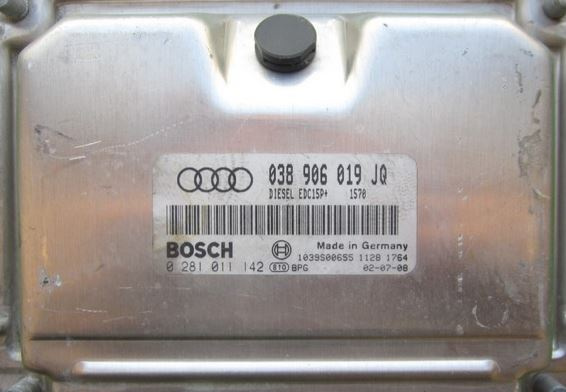 038 906 019 JQ
DIESEL EDC15P+ 1570
BOSCH
Made in Germany
1039S00655 1128 1764
0 281 011 142 BPG 02-07-08